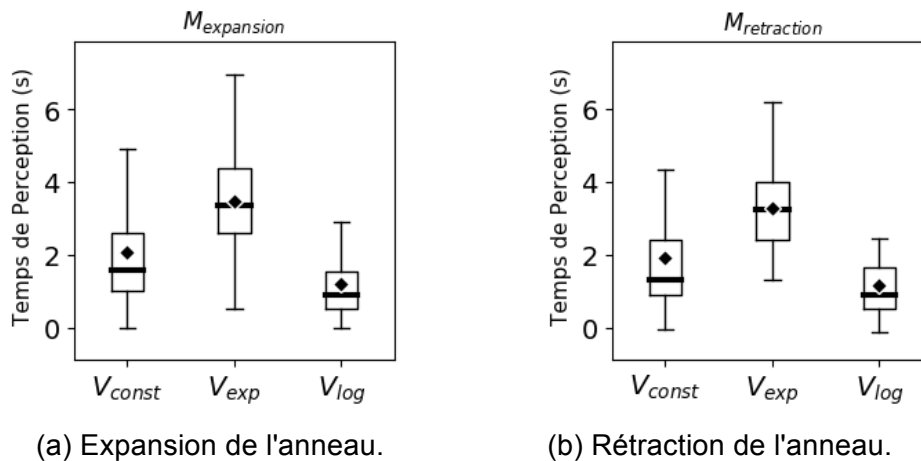 M_expansion
Temps de Perception (s)
6
4
2
0
V_const V_exp V_log
(a) Expansion de l'anneau.
M_retraction
Temps de Perception (s)
6
4
2
0
V_const V_exp V_log
(b) Rétraction de l'anneau.